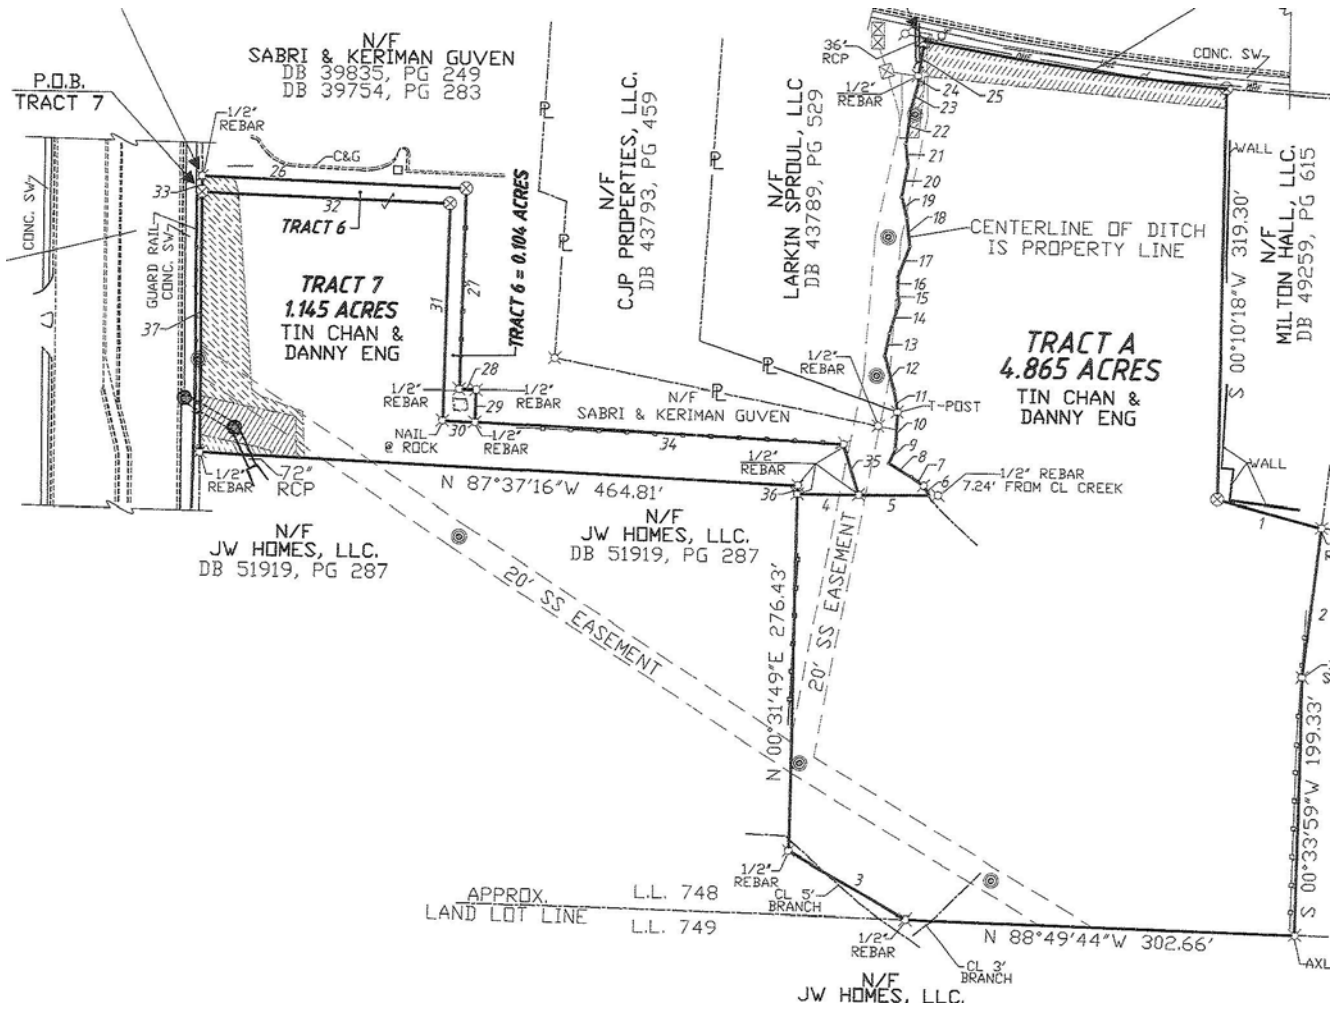 N/F
SABRI & KERIMAN GUVEN
DB 39835, PG 249
DB 39754, PG 283
P.O.B.
TRACT 7
1/2"
REBAR
C&G
26
33
32
TRACT 6
CONC. SW
GUARD RAIL
CONC. SW
37
TRACT 7
1.145 ACRES
TIN CHAN &
DANNY ENG
31
27
TRACT 6 = 0.104 ACRES
28
1/2"
REBAR
1/2"
REBAR
29
30
NAIL
@ ROCK
1/2"
REBAR
34
N/F
SABRI & KERIMAN GUVEN
PL
PL
PL
PL
PL
N/F
CJP PROPERTIES, LLC.
DB 43793, PG 459
N/F
LARKIN SPROUL, LLC
DB 43789, PG 529
36"
RCP
1/2"
REBAR
CONC. SW
25
24
23
22
21
20
19
18
17
16
15
14
13
12
11
10
9
8
7
6
CENTERLINE OF DITCH
IS PROPERTY LINE
WALL
S 00°10'18"W 319.30'
N/F
MILTON HALL, LLC.
DB 49259, PG 615
TRACT A
4.865 ACRES
TIN CHAN &
DANNY ENG
1/2"
REBAR
T-POST
1/2"
REBAR
35
36
4
5
1/2" REBAR
7.24' FROM CL CREEK
WALL
1
2
1/2"
REBAR
72"
RCP
N 87°37'16"W 464.81'
N/F
JW HOMES, LLC.
DB 51919, PG 287
N/F
JW HOMES, LLC.
DB 51919, PG 287
20' SS EASEMENT
20' SS EASEMENT
N 00°31'49"E 276.43'
S 00°33'59"W 199.33'
R
S
1/2"
REBAR
3
CL 5'
BRANCH
APPROX.
LAND LOT LINE
L.L. 748
L.L. 749
1/2"
REBAR
CL 3'
BRANCH
N 88°49'44"W 302.66'
AXL
N/F
JW HOMES, LLC.